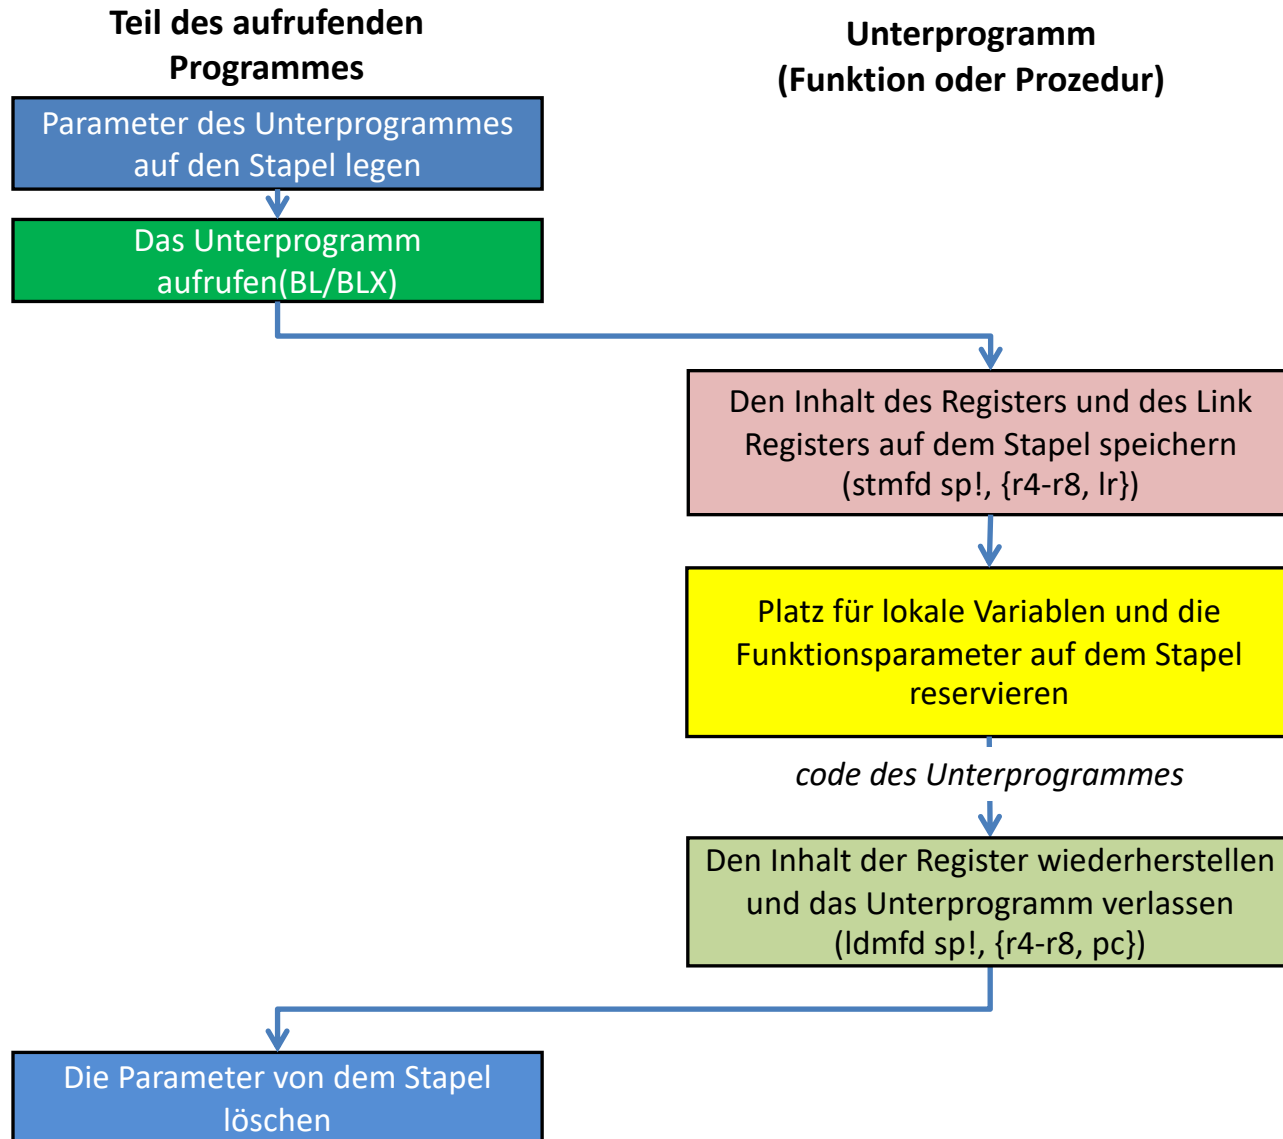 Teil des aufrufenden
Programmes
Unterprogramm
(Funktion oder Prozedur)
Parameter des Unterprogrammes
auf den Stapel legen
Das Unterprogramm
aufrufen(BL/BLX)
Den Inhalt des Registers und des Link
Registers auf dem Stapel speichern
(stmfd sp!, {r4-r8, lr})
Platz für lokale Variablen und die
Funktionsparameter auf dem Stapel
reservieren
code des Unterprogrammes
Den Inhalt der Register wiederherstellen
und das Unterprogramm verlassen
(ldmfd sp!, {r4-r8, pc})
Die Parameter von dem Stapel
löschen